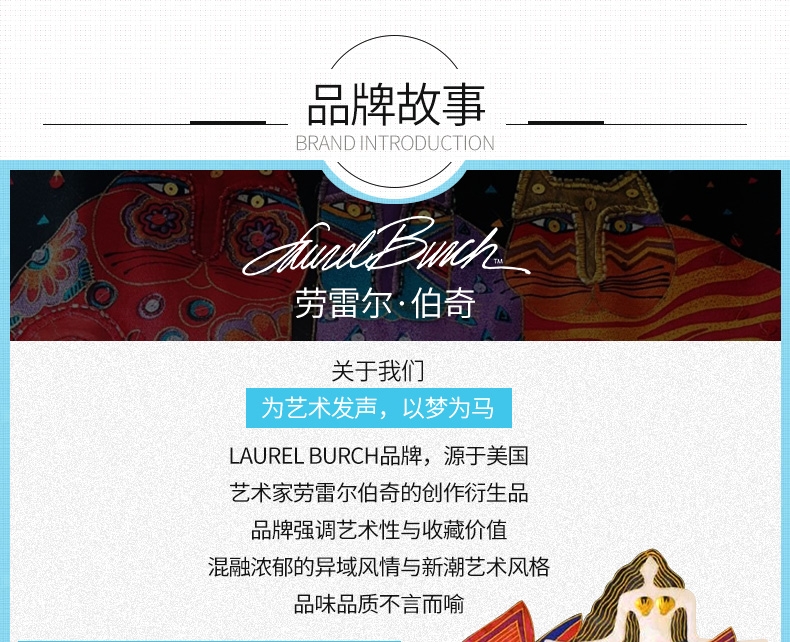 品牌故事
BRAND INTRODUCTION
Laurel Burch™
劳雷尔·伯奇
关于我们
为艺术发声，以梦为马
LAUREL BURCH品牌，源于美国
艺术家劳雷尔伯奇的创作衍生品
品牌强调艺术性与收藏价值
混融浓郁的异域风情与新潮艺术风格
品味品质不言而喻